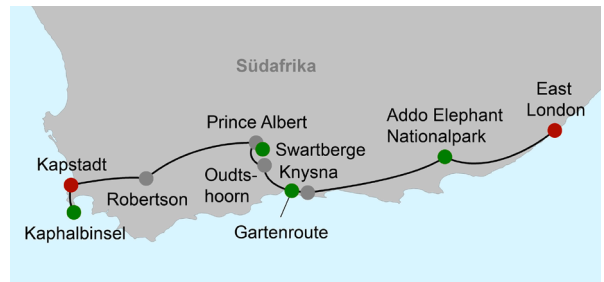 Südafrika
East
London
Addo Elephant
Nationalpark
Prince Albert
Swartberge
Kapstadt
Oudts-
hoorn
Knysna
Robertson
Kaphalbinsel
Gartenroute